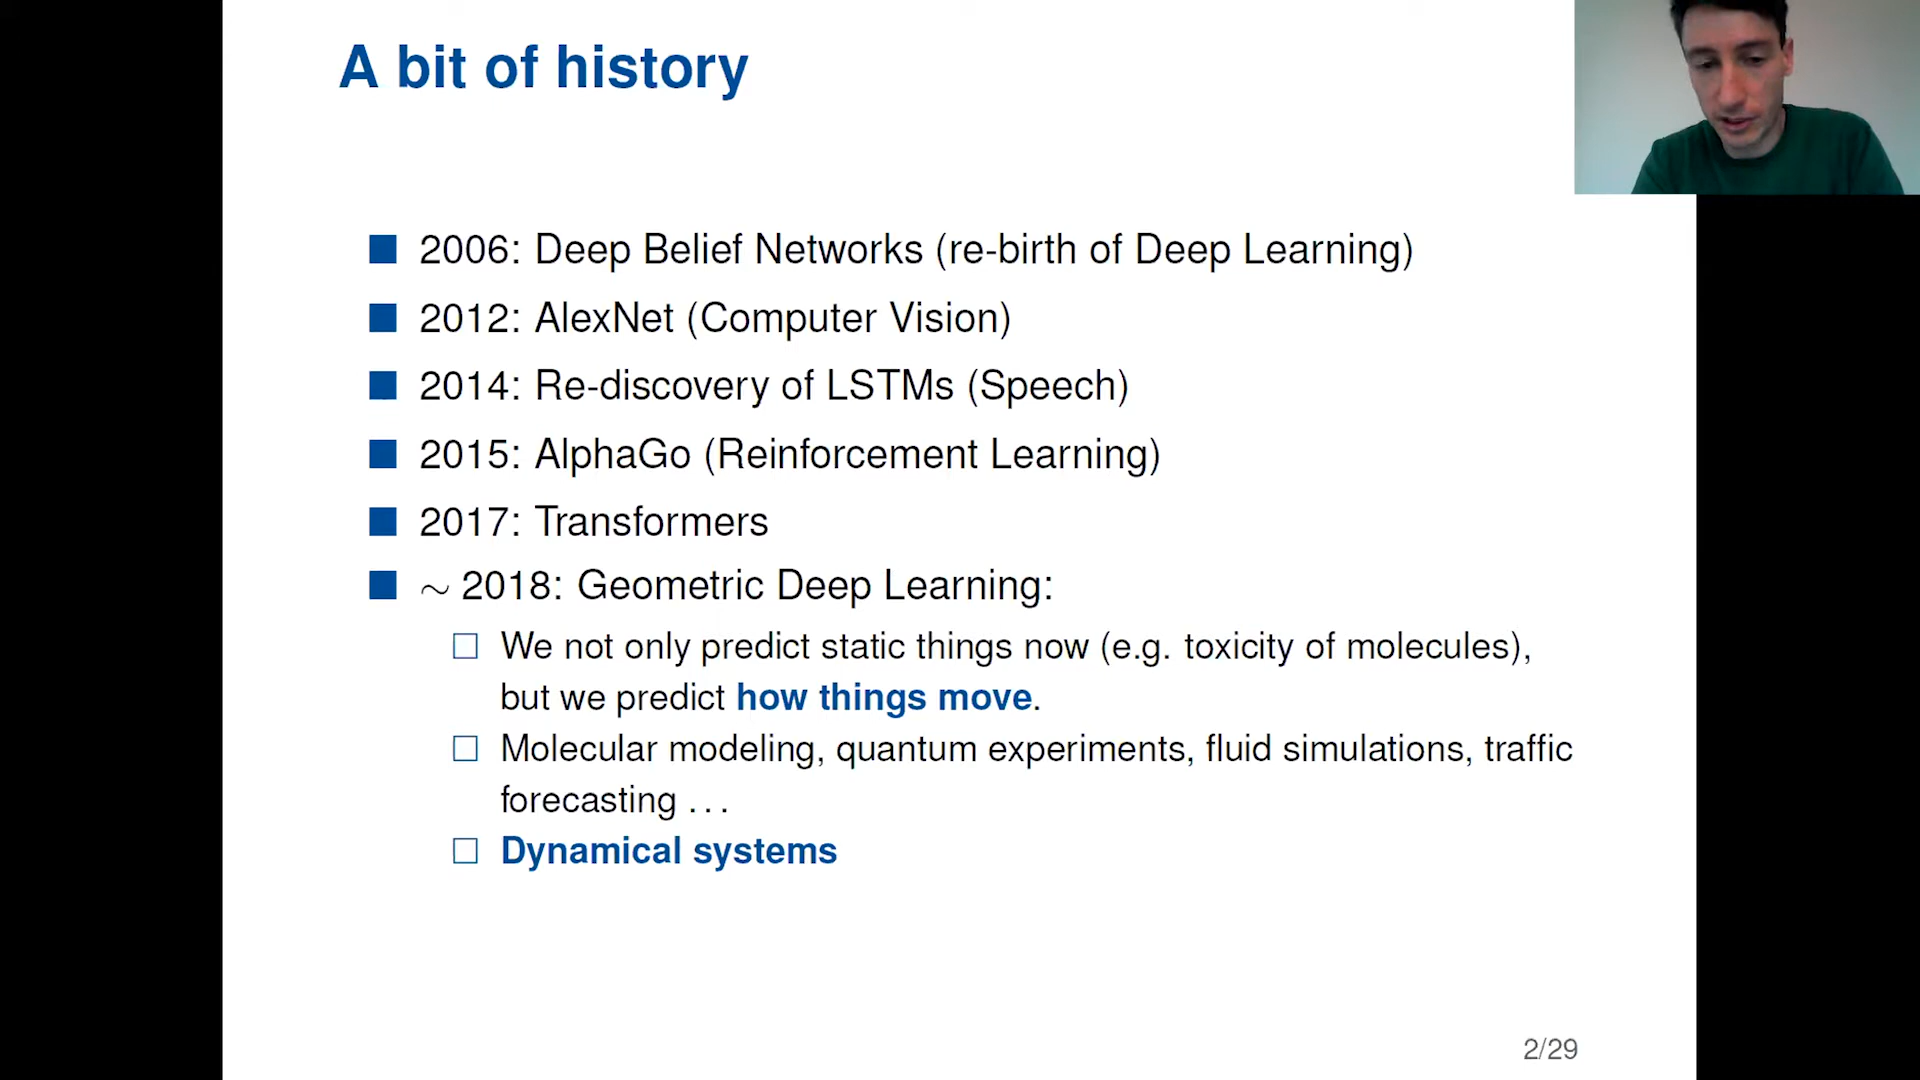 A bit of history
2006: Deep Belief Networks (re-birth of Deep Learning)
2012: AlexNet (Computer Vision)
2014: Re-discovery of LSTMs (Speech)
2015: AlphaGo (Reinforcement Learning)
2017: Transformers
∼ 2018: Geometric Deep Learning:
We not only predict static things now (e.g. toxicity of molecules),
but we predict how things move.
Molecular modeling, quantum experiments, fluid simulations, traffic
forecasting ...
Dynamical systems
2/29